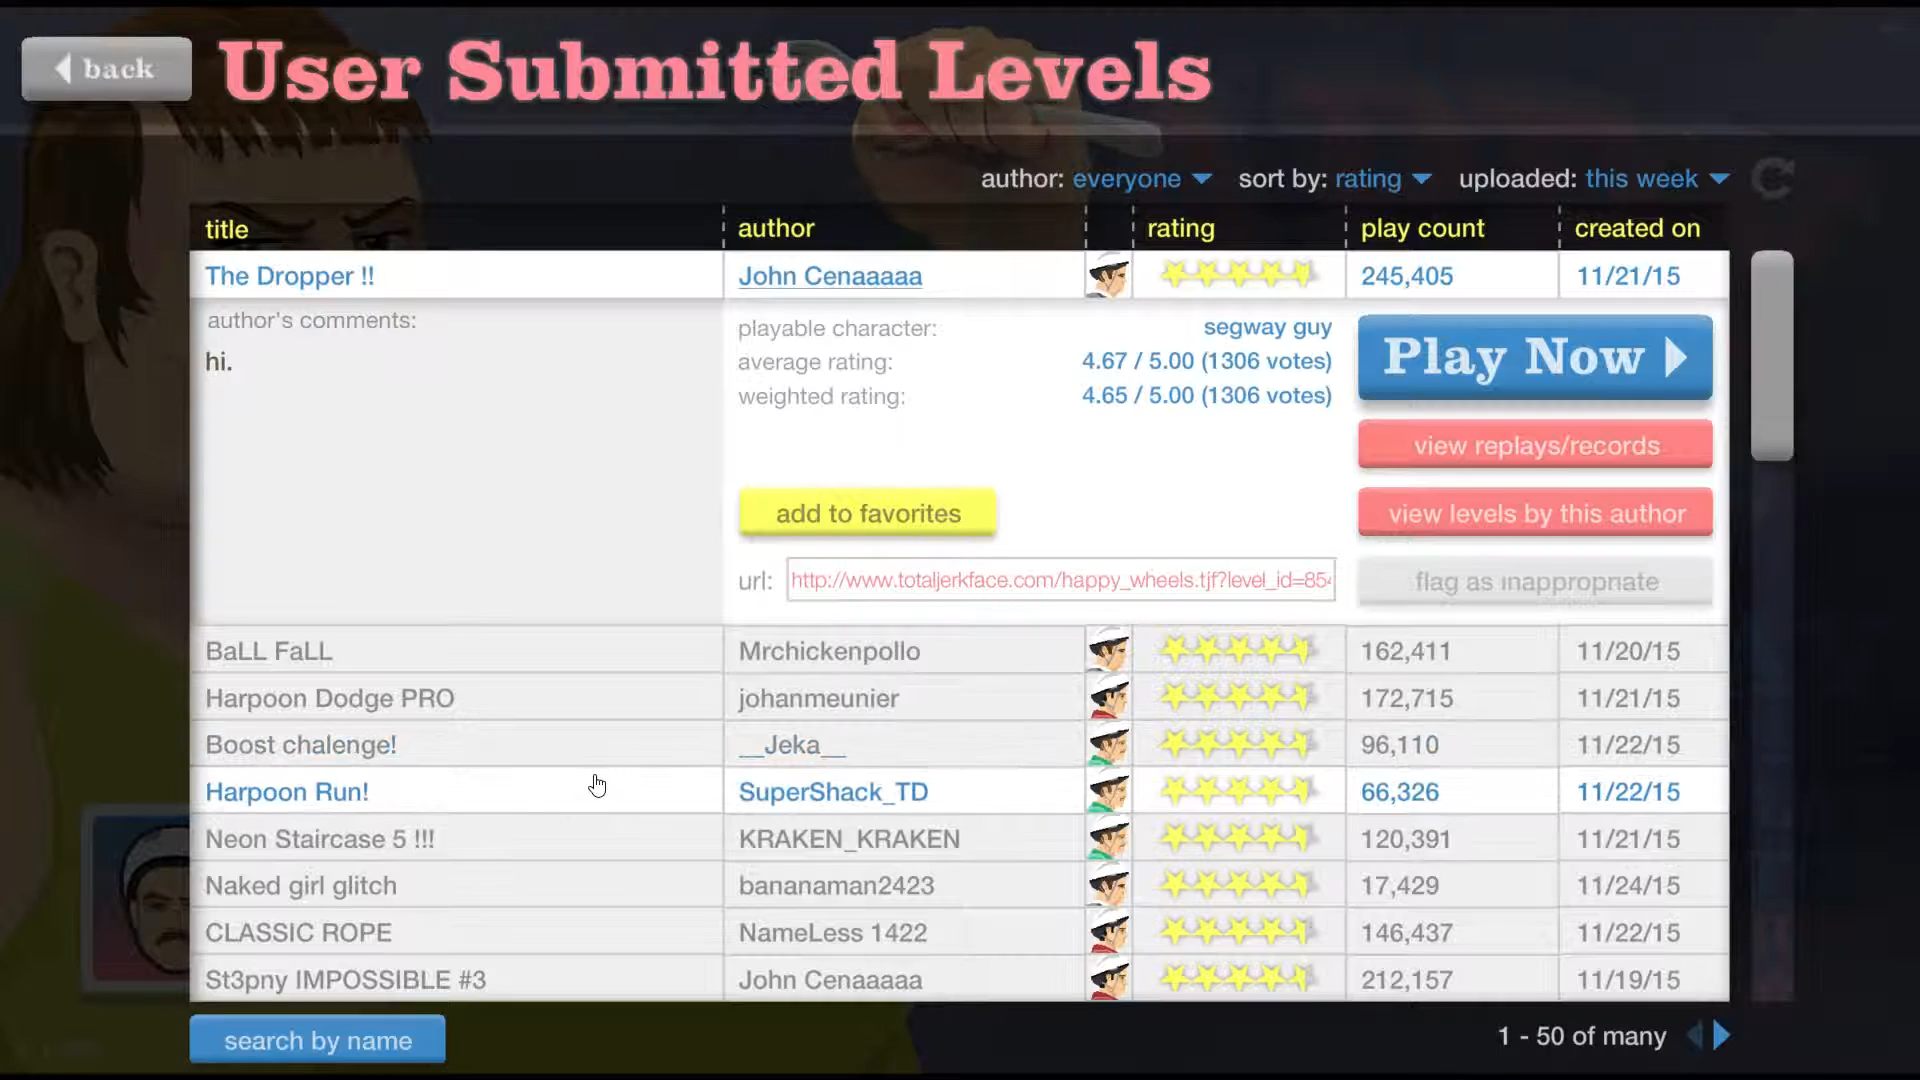 back
User Submitted Levels
author: everyone sort by: rating uploaded: this week
title author rating play count created on
The Dropper !! John Cenaaaaa 245,405 11/21/15
author's comments:
hi.
playable character: segway guy
average rating: 4.67 / 5.00 (1306 votes)
weighted rating: 4.65 / 5.00 (1306 votes)
Play Now
view replays/records
add to favorites
view levels by this author
url: http://www.totaljerkface.com/happy_wheels.tjf?level_id=854
flag as inappropriate
BaLL FaLL Mrchickenpollo 162,411 11/20/15
Harpoon Dodge PRO johanmeunier 172,715 11/21/15
Boost chalenge! __Jeka__ 96,110 11/22/15
Harpoon Run! SuperShack_TD 66,326 11/22/15
Neon Staircase 5 !!! KRAKEN_KRAKEN 120,391 11/21/15
Naked girl glitch bananaman2423 17,429 11/24/15
CLASSIC ROPE NameLess 1422 146,437 11/22/15
St3pny IMPOSSIBLE #3 John Cenaaaaa 212,157 11/19/15
search by name
1 - 50 of many